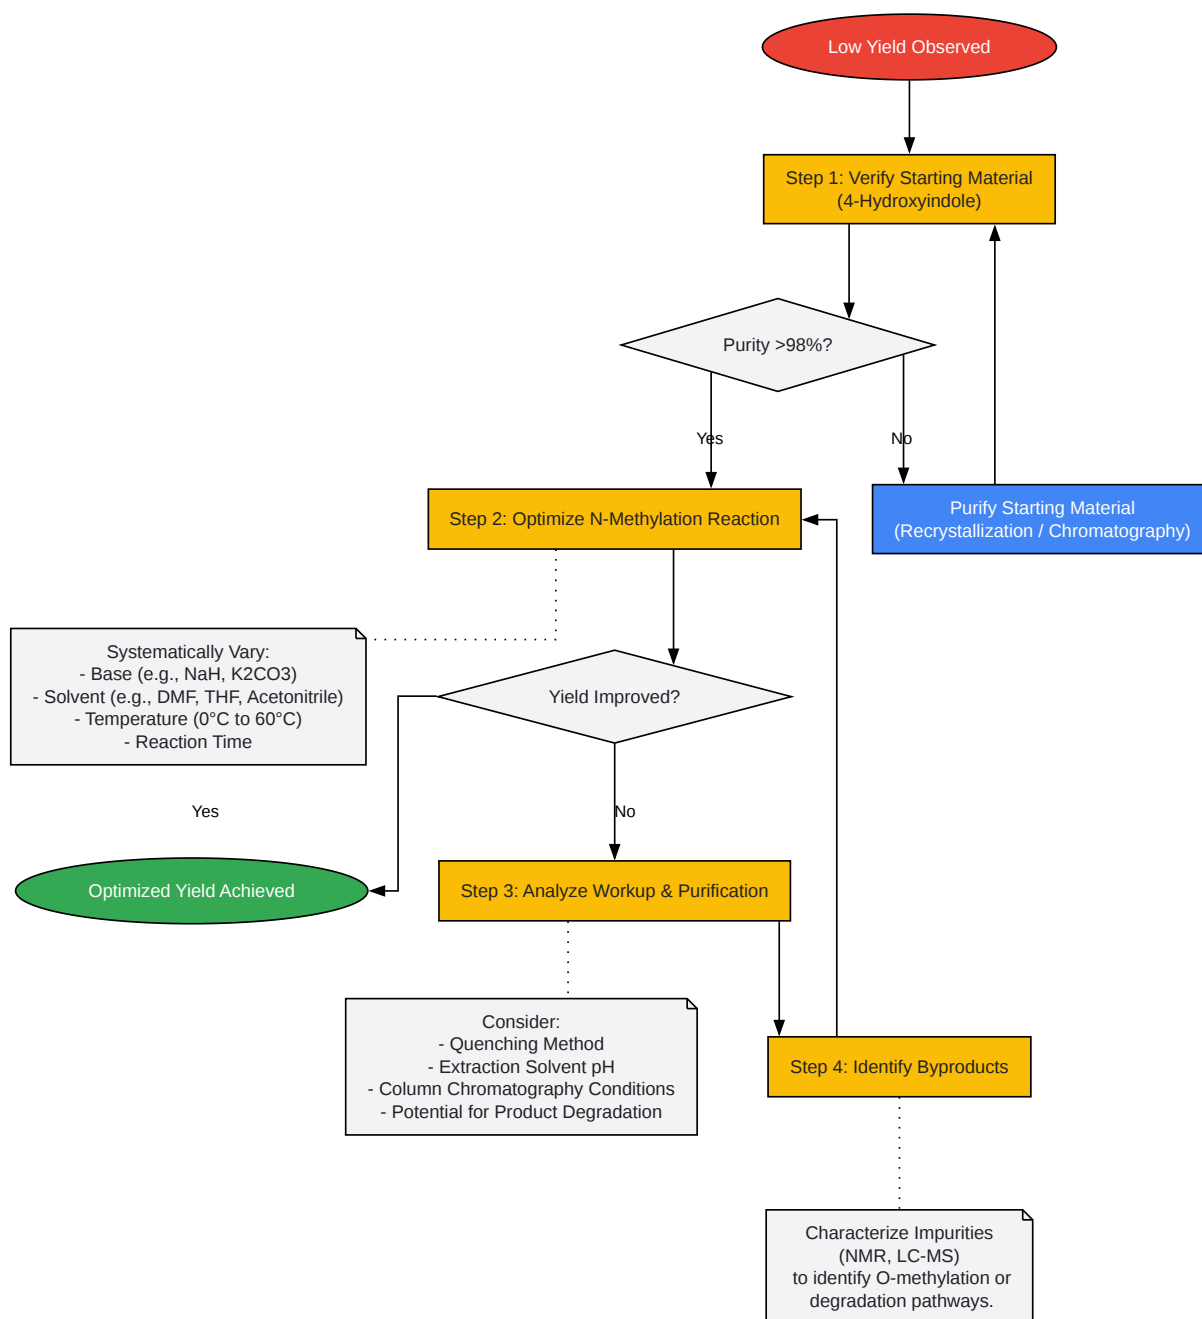 Low Yield Observed
Step 1: Verify Starting Material
(4-Hydroxyindole)
Purity >98%?
Yes
No
Step 2: Optimize N-Methylation Reaction
Purify Starting Material
(Recrystallization / Chromatography)
Systematically Vary:
- Base (e.g., NaH, K2CO3)
- Solvent (e.g., DMF, THF, Acetonitrile)
- Temperature (0°C to 60°C)
- Reaction Time
Yield Improved?
Yes
No
Optimized Yield Achieved
Step 3: Analyze Workup & Purification
Consider:
- Quenching Method
- Extraction Solvent pH
- Column Chromatography Conditions
- Potential for Product Degradation
Step 4: Identify Byproducts
Characterize Impurities
(NMR, LC-MS)
to identify O-methylation or
degradation pathways.